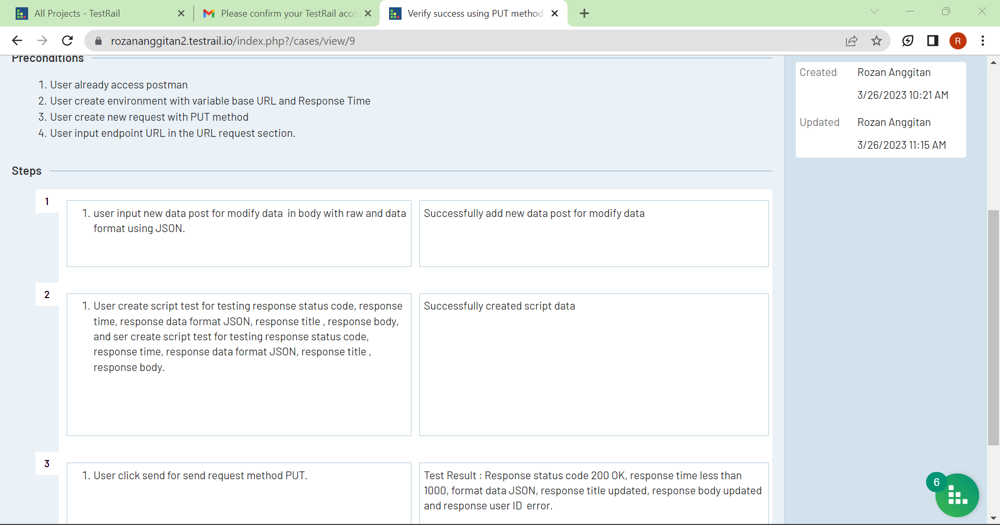 All Projects - TestRail
Please confirm your TestRail acco
Verify success using PUT method
rozananggitan2.testrail.io/index.php?/cases/view/9
R
Preconditions
1. User already access postman
2. User create environment with variable base URL and Response Time
3. User create new request with PUT method
4. User input endpoint URL in the URL request section.
Created Rozan Anggitan
3/26/2023 10:21 AM
Updated Rozan Anggitan
3/26/2023 11:15 AM
Steps
1
1. user input new data post for modify data  in body with raw and data
format using JSON.
Successfully add new data post for modify data
2
1. User create script test for testing response status code, response
time, response data format JSON, response title , response body,
and ser create script test for testing response status code,
response time, response data format JSON, response title ,
response body.
Successfully created script data
3
1. User click send for send request method PUT.
Test Result : Response status code 200 OK, response time less than
1000, format data JSON, response title updated, response body updated
and response user ID  error.
6